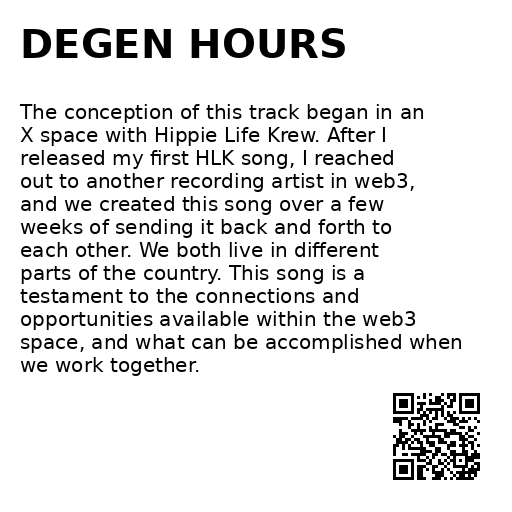 DEGEN HOURS
The conception of this track began in an
X space with Hippie Life Krew. After I
released my first HLK song, I reached
out to another recording artist in web3,
and we created this song over a few
weeks of sending it back and forth to
each other. We both live in different
parts of the country. This song is a
testament to the connections and
opportunities available within the web3
space, and what can be accomplished when
we work together.